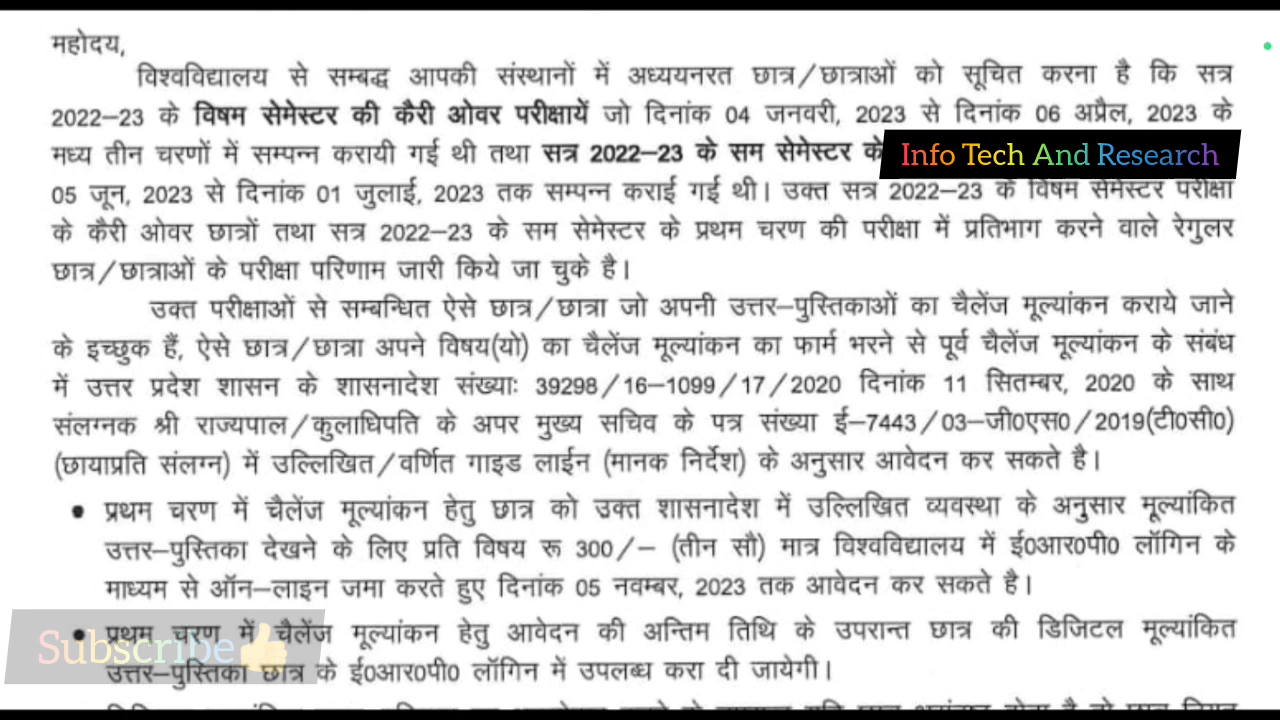 महोदय,
विश्वविद्यालय से सम्बद्ध आपकी संस्थानों में अध्ययनरत छात्र/छात्राओं को सूचित करना है कि सत्र
2022–23 के विषम सेमेस्टर की कैरी ओवर परीक्षायें जो दिनांक 04 जनवरी, 2023 से दिनांक 06 अप्रैल, 2023 के
मध्य तीन चरणों में सम्पन्न करायी गई थी तथा सत्र 2022–23 के सम सेमेस्टर के
Info Tech And Research
05 जून, 2023 से दिनांक 01 जुलाई, 2023 तक सम्पन्न कराई गई थी। उक्त सत्र 2022–23 के विषम सेमेस्टर परीक्षा
के कैरी ओवर छात्रों तथा सत्र 2022–23 के सम सेमेस्टर के प्रथम चरण की परीक्षा में प्रतिभाग करने वाले रेगुलर
छात्र/छात्राओं के परीक्षा परिणाम जारी किये जा चुके है।
उक्त परीक्षाओं से सम्बन्धित ऐसे छात्र/छात्रा जो अपनी उत्तर–पुस्तिकाओं का चैलेंज मूल्यांकन कराये जाने
के इच्छुक हैं, ऐसे छात्र/छात्रा अपने विषय(यो) का चैलेंज मूल्यांकन का फार्म भरने से पूर्व चैलेंज मूल्यांकन के संबंध
में उत्तर प्रदेश शासन के शासनादेश संख्याः 39298/16–1099/17/2020 दिनांक 11 सितम्बर, 2020 के साथ
संलग्नक श्री राज्यपाल/कुलाधिपति के अपर मुख्य सचिव के पत्र संख्या ई–7443/03–जी0एस0/2019(टी0सी0)
(छायाप्रति संलग्न) में उल्लिखित/वर्णित गाइड लाईन (मानक निर्देश) के अनुसार आवेदन कर सकते है।
• प्रथम चरण में चैलेंज मूल्यांकन हेतु छात्र को उक्त शासनादेश में उल्लिखित व्यवस्था के अनुसार मूल्यांकित
उत्तर–पुस्तिका देखने के लिए प्रति विषय रू 300/– (तीन सौ) मात्र विश्वविद्यालय में ई0आर0पी0 लॉगिन के
माध्यम से ऑन–लाइन जमा करते हुए दिनांक 05 नवम्बर, 2023 तक आवेदन कर सकते है।
• प्रथम चरण में चैलेंज मूल्यांकन हेतु आवेदन की अन्तिम तिथि के उपरान्त छात्र की डिजिटल मूल्यांकित
Subscribe
उत्तर–पुस्तिका छात्र के ई0आर0पी0 लॉगिन में उपलब्ध करा दी जायेगी।